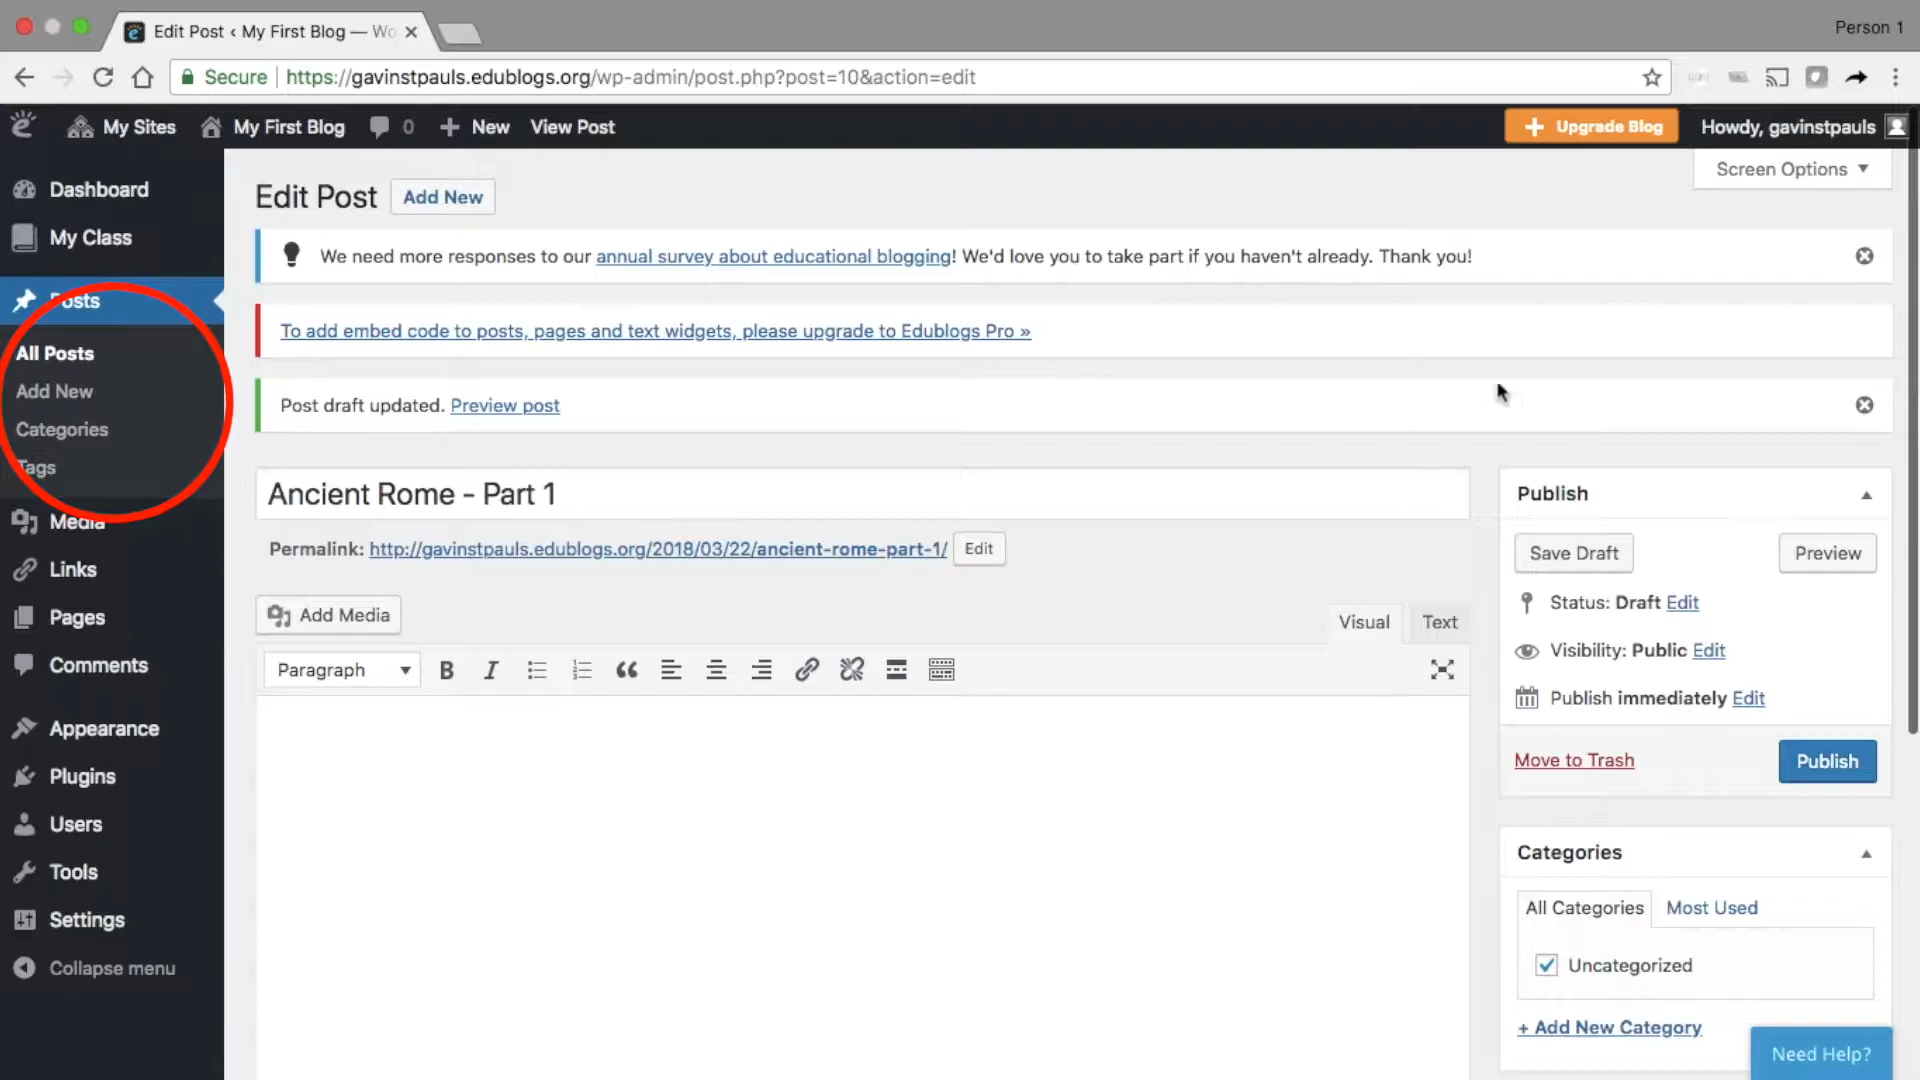 Edit Post ‹ My First Blog — Wo
Person 1
Secure https://gavinstpauls.edublogs.org/wp-admin/post.php?post=10&action=edit
My Sites My First Blog 0 New View Post
Upgrade Blog Howdy, gavinstpauls
Screen Options
Dashboard
My Class
Posts
All Posts
Add New
Categories
Tags
Media
Links
Pages
Comments
Appearance
Plugins
Users
Tools
Settings
Collapse menu
Edit Post Add New
We need more responses to our annual survey about educational blogging! We'd love you to take part if you haven't already. Thank you!
To add embed code to posts, pages and text widgets, please upgrade to Edublogs Pro »
Post draft updated. Preview post
Ancient Rome - Part 1
Permalink: http://gavinstpauls.edublogs.org/2018/03/22/ancient-rome-part-1/ Edit
Add Media
Visual Text
Paragraph B I
Publish
Save Draft Preview
Status: Draft Edit
Visibility: Public Edit
Publish immediately Edit
Move to Trash Publish
Categories
All Categories Most Used
Uncategorized
+ Add New Category
Need Help?